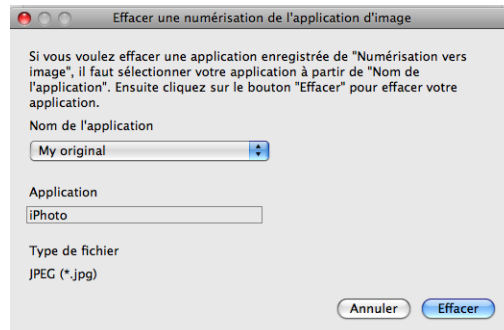 Effacer une numérisation de l'application d'image
Si vous voulez effacer une application enregistrée de "Numérisation vers
image", il faut sélectionner votre application à partir de "Nom de
l'application". Ensuite cliquez sur le bouton "Effacer" pour effacer votre
application.
Nom de l'application
My original
Application
iPhoto
Type de fichier
JPEG (*.jpg)
Annuler Effacer